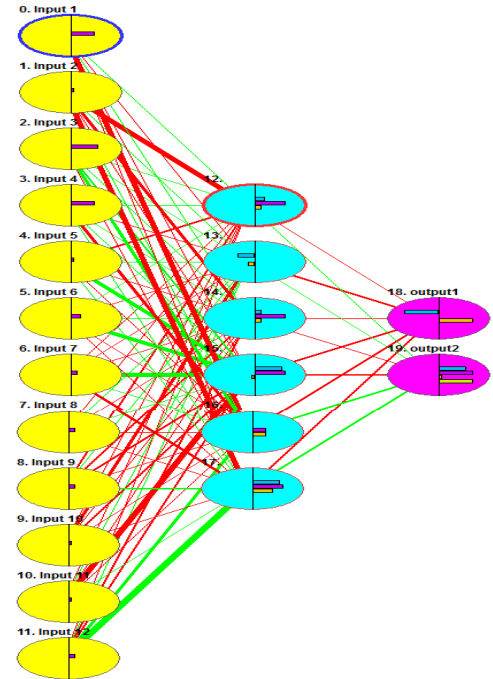 0. Input 1
1. Input 2
2. Input 3
3. Input 4
4. Input 5
5. Input 6
6. Input 7
7. Input 8
8. Input 9
9. Input 10
10. Input 11
11. Input 12
12.
13.
14.
15.
16.
17.
18. output1
19. output2